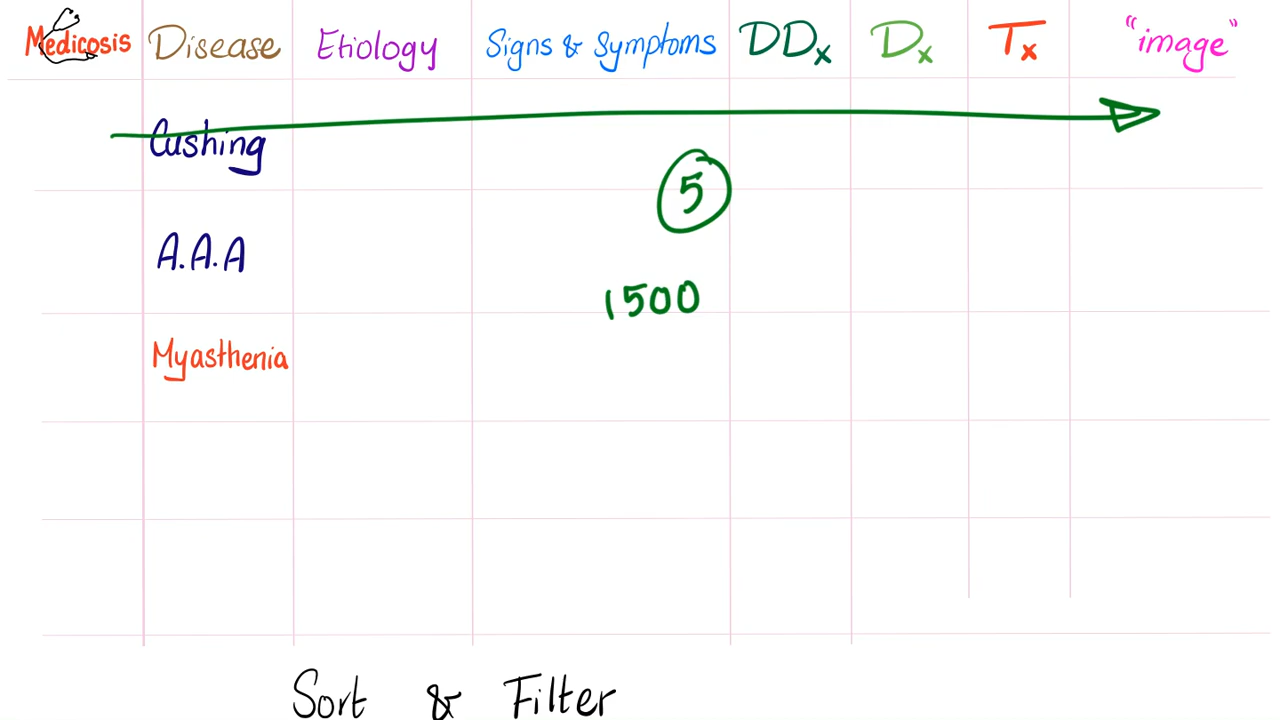 Medicosis Disease Etiology Signs & Symptoms DDx Dx Tx "image"
Cushing
5
A.A.A
1500
Myasthenia
Sort & Filter